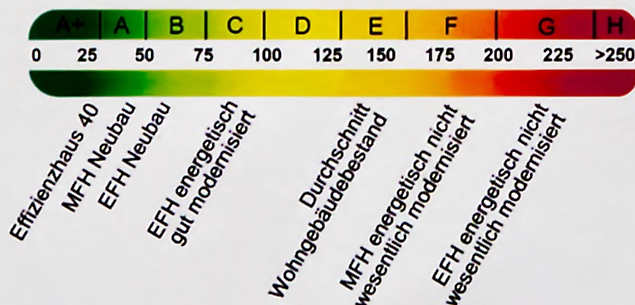 A+ A B C D E F G H
0 25 50 75 100 125 150 175 200 225 >250
Effizienzhaus 40
MFH Neubau
EFH Neubau
EFH energetisch
gut modernisiert
Durchschnitt
Wohngebäudebestand
MFH energetisch nicht
wesentlich modernisiert
EFH energetisch nicht
wesentlich modernisiert